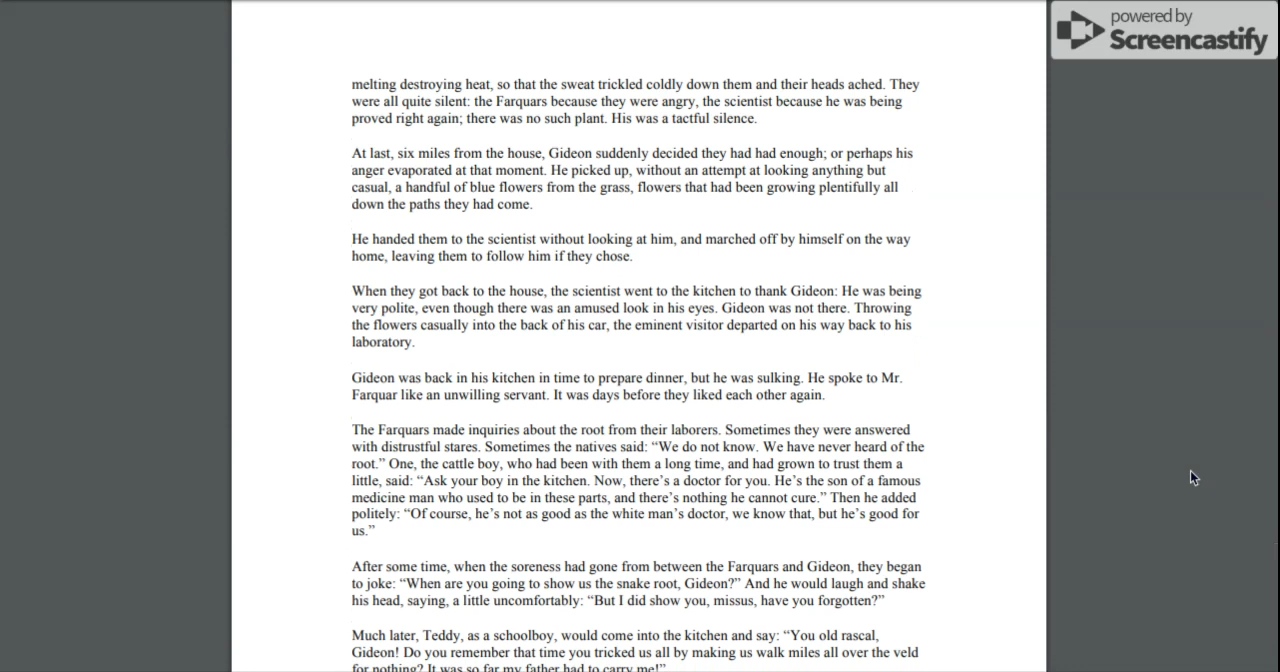 powered by
Screencastify
melting destroying heat, so that the sweat trickled coldly down them and their heads ached. They
were all quite silent: the Farquars because they were angry, the scientist because he was being
proved right again; there was no such plant. His was a tactful silence.
At last, six miles from the house, Gideon suddenly decided they had had enough; or perhaps his
anger evaporated at that moment. He picked up, without an attempt at looking anything but
casual, a handful of blue flowers from the grass, flowers that had been growing plentifully all
down the paths they had come.
He handed them to the scientist without looking at him, and marched off by himself on the way
home, leaving them to follow him if they chose.
When they got back to the house, the scientist went to the kitchen to thank Gideon: He was being
very polite, even though there was an amused look in his eyes. Gideon was not there. Throwing
the flowers casually into the back of his car, the eminent visitor departed on his way back to his
laboratory.
Gideon was back in his kitchen in time to prepare dinner, but he was sulking. He spoke to Mr.
Farquar like an unwilling servant. It was days before they liked each other again.
The Farquars made inquiries about the root from their laborers. Sometimes they were answered
with distrustful stares. Sometimes the natives said: “We do not know. We have never heard of the
root.” One, the cattle boy, who had been with them a long time, and had grown to trust them a
little, said: “Ask your boy in the kitchen. Now, there’s a doctor for you. He’s the son of a famous
medicine man who used to be in these parts, and there’s nothing he cannot cure.” Then he added
politely: “Of course, he’s not as good as the white man’s doctor, we know that, but he’s good for
us.”
After some time, when the soreness had gone from between the Farquars and Gideon, they began
to joke: “When are you going to show us the snake root, Gideon?” And he would laugh and shake
his head, saying, a little uncomfortably: “But I did show you, missus, have you forgotten?”
Much later, Teddy, as a schoolboy, would come into the kitchen and say: “You old rascal,
Gideon! Do you remember that time you tricked us all by making us walk miles all over the veld
for nothing? It was so far my father had to carry me!”